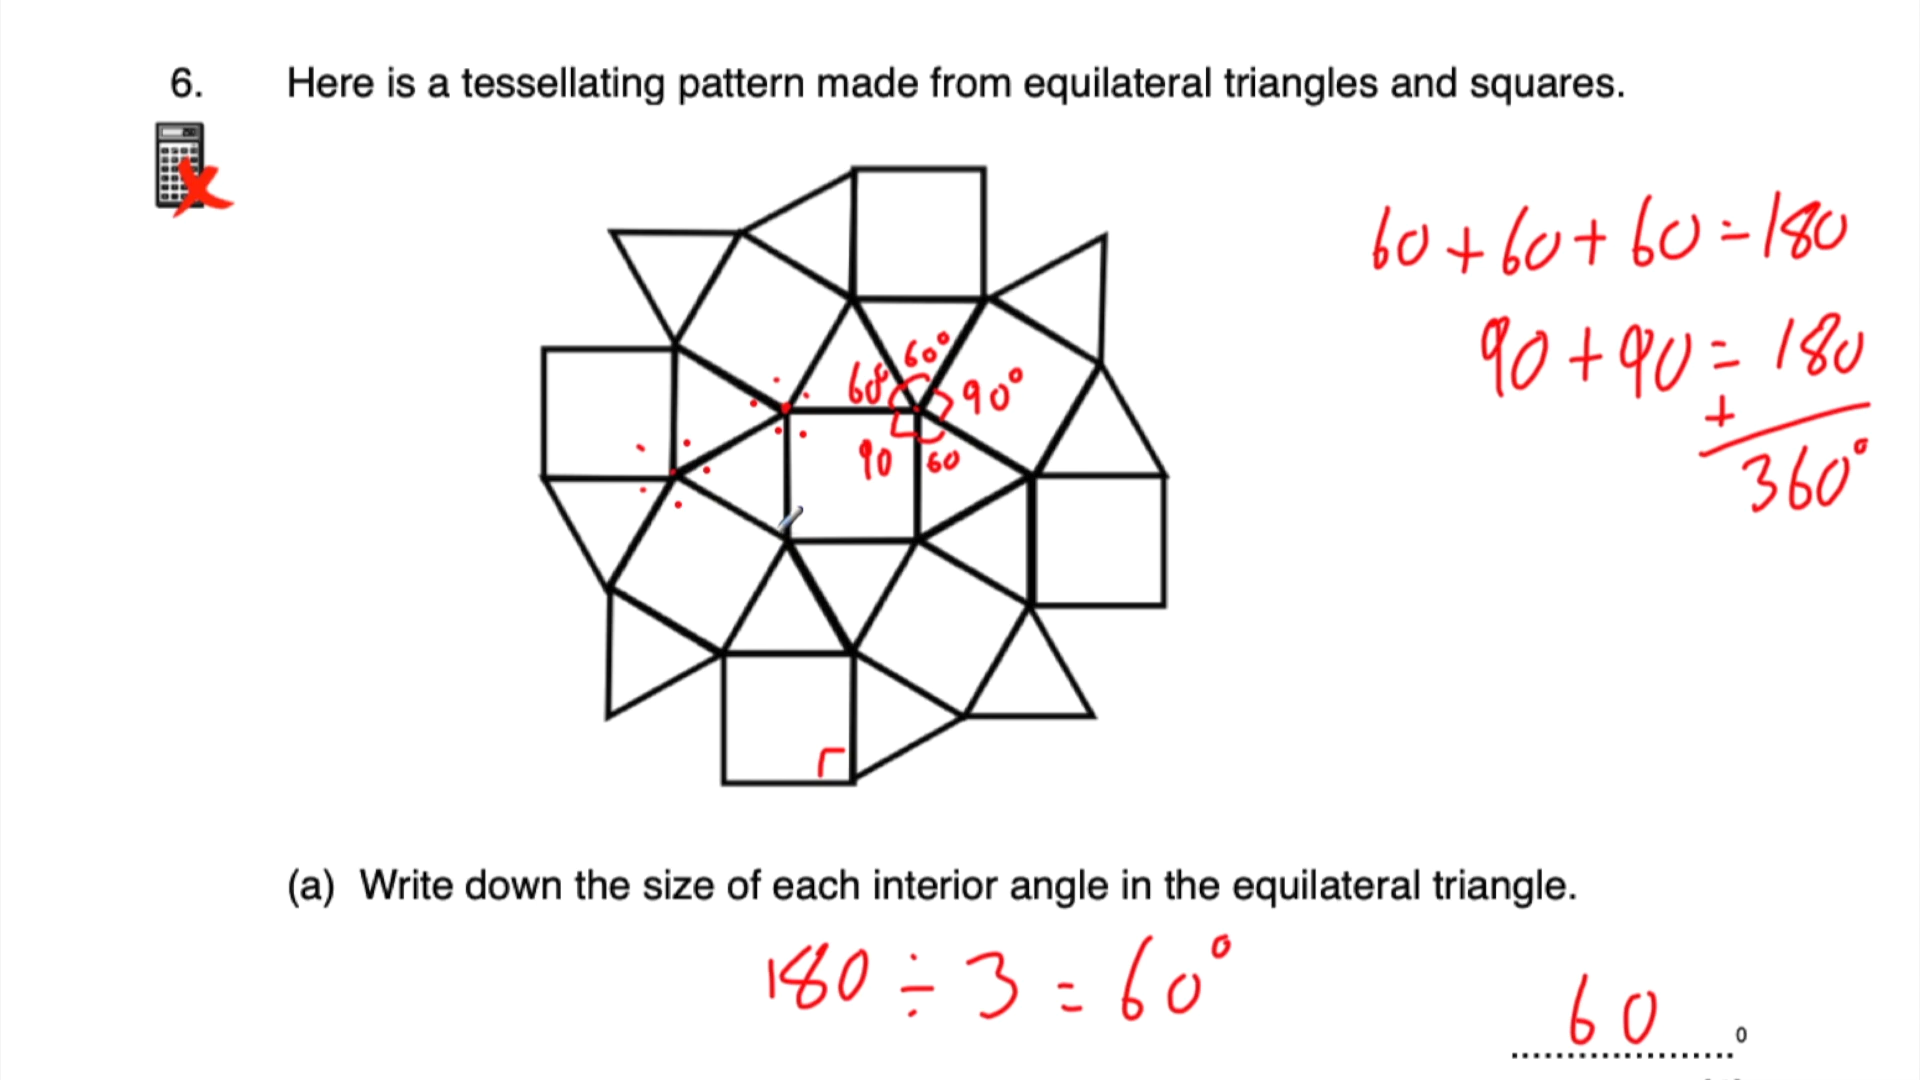 6. Here is a tessellating pattern made from equilateral triangles and squares.
60 + 60 + 60 = 180
90 + 90 = 180
+
360°
60°
60°
90°
90
60
(a) Write down the size of each interior angle in the equilateral triangle.
180 ÷ 3 = 60°
60
....................°